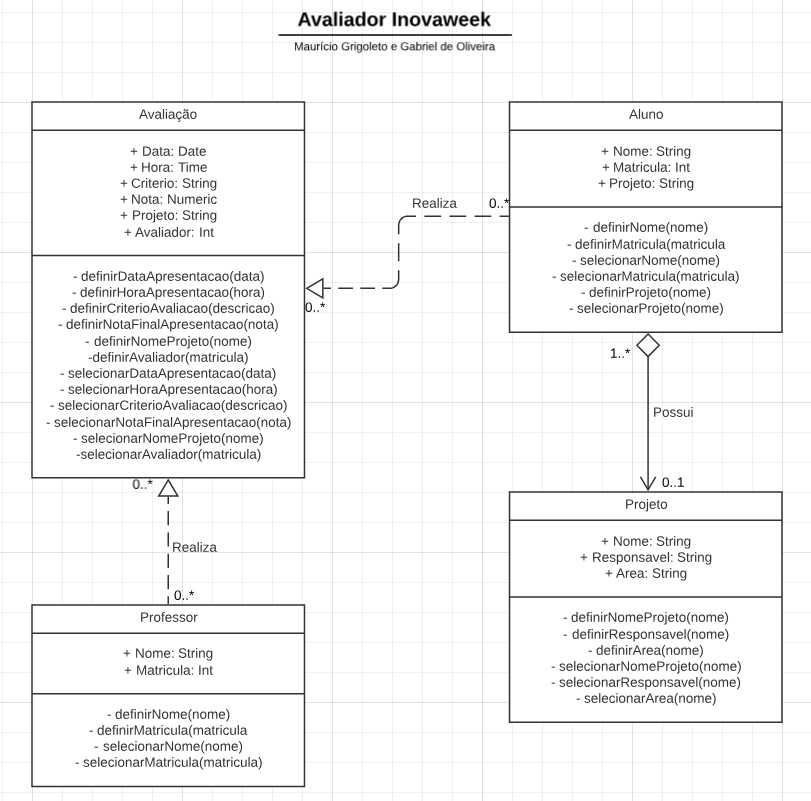 Avaliador Inovaweek
Maurício Grigoleto e Gabriel de Oliveira
Avaliação
+ Data: Date
+ Hora: Time
+ Criterio: String
+ Nota: Numeric
+ Projeto: String
+ Avaliador: Int
- definirDataApresentacao(data)
- definirHoraApresentacao(hora)
- definirCriterioAvaliacao(descricao)
- definirNotaFinalApresentacao(nota)
- definirNomeProjeto(nome)
-definirAvaliador(matricula)
- selecionarDataApresentacao(data)
- selecionarHoraApresentacao(hora)
- selecionarCriterioAvaliacao(descricao)
- selecionarNotaFinalApresentacao(nota)
- selecionarNomeProjeto(nome)
-selecionarAvaliador(matricula)
Realiza
0..*
0..*
Aluno
+ Nome: String
+ Matricula: Int
+ Projeto: String
- definirNome(nome)
- definirMatricula(matricula
- selecionarNome(nome)
- selecionarMatricula(matricula)
- definirProjeto(nome)
- selecionarProjeto(nome)
1..*
Possui
0..1
Projeto
+ Nome: String
+ Responsavel: String
+ Area: String
- definirNomeProjeto(nome)
- definirResponsavel(nome)
- definirArea(nome)
- selecionarNomeProjeto(nome)
- selecionarResponsavel(nome)
- selecionarArea(nome)
0..*
Realiza
0..*
Professor
+ Nome: String
+ Matricula: Int
- definirNome(nome)
- definirMatricula(matricula
- selecionarNome(nome)
- selecionarMatricula(matricula)